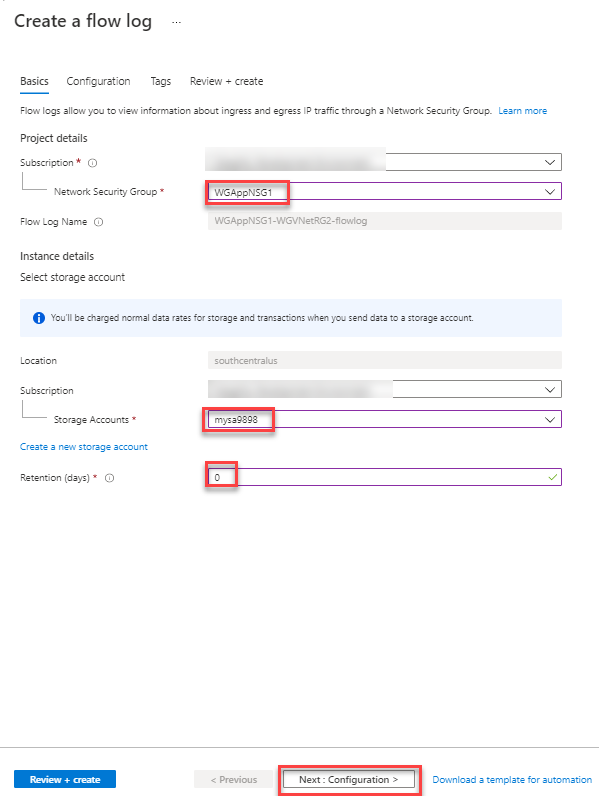 Create a flow log ...
Basics Configuration Tags Review + create
Flow logs allow you to view information about ingress and egress IP traffic through a Network Security Group. Learn more
Project details
Subscription *
Network Security Group * WGAppNSG1
Flow Log Name WGAppNSG1-WGVNetRG2-flowlog
Instance details
Select storage account
You'll be charged normal data rates for storage and transactions when you send data to a storage account.
Location southcentralus
Subscription
Storage Accounts * mysa9898
Create a new storage account
Retention (days) * 0
Review + create < Previous Next : Configuration > Download a template for automation